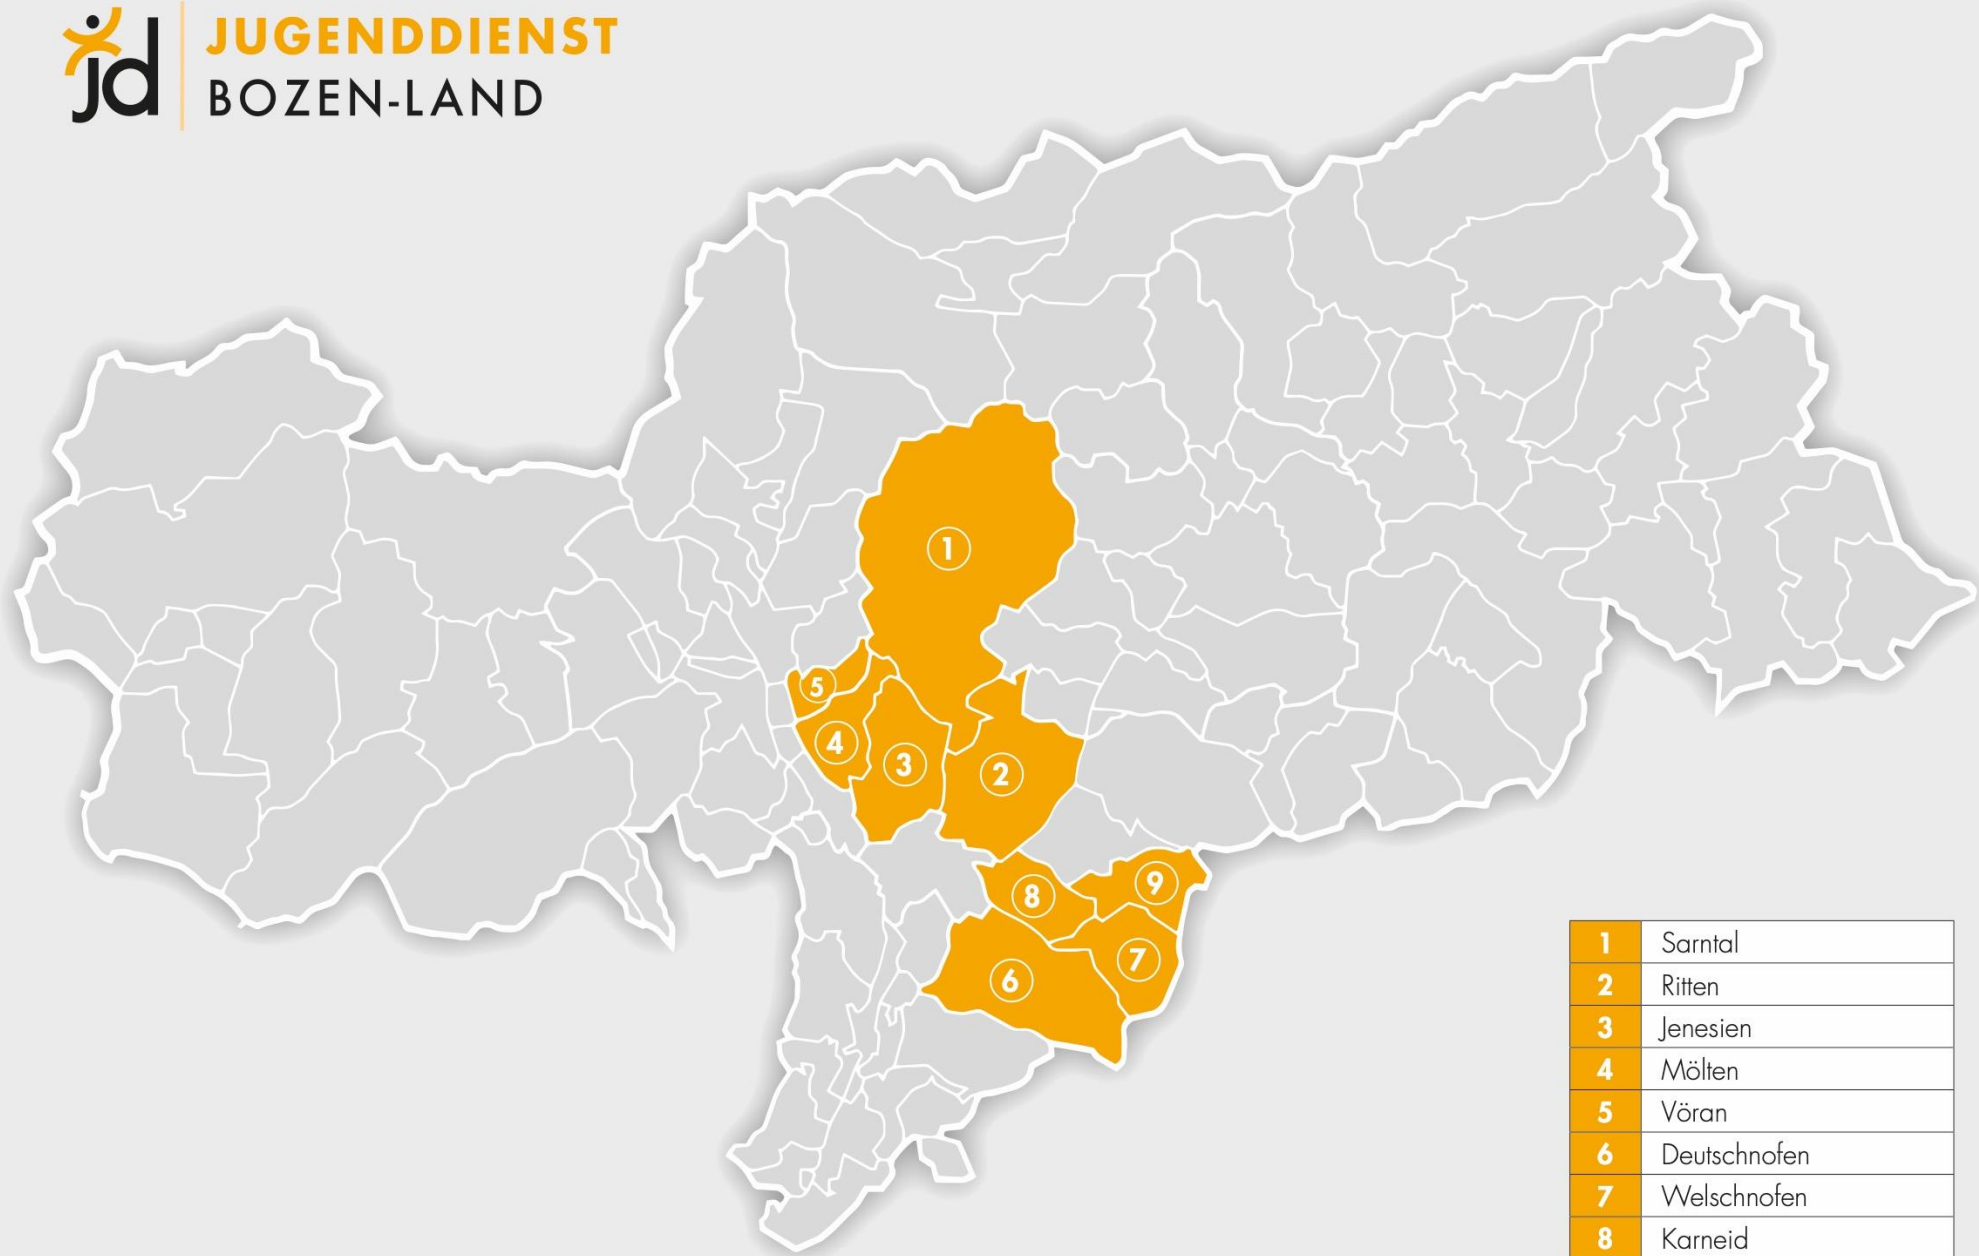 jd
JUGENDDIENST
BOZEN-LAND
1
5
4
3
2
8
9
7
6
1 Sarntal
2 Ritten
3 Jenesien
4 Mölten
5 Vöran
6 Deutschnofen
7 Welschnofen
8 Karneid